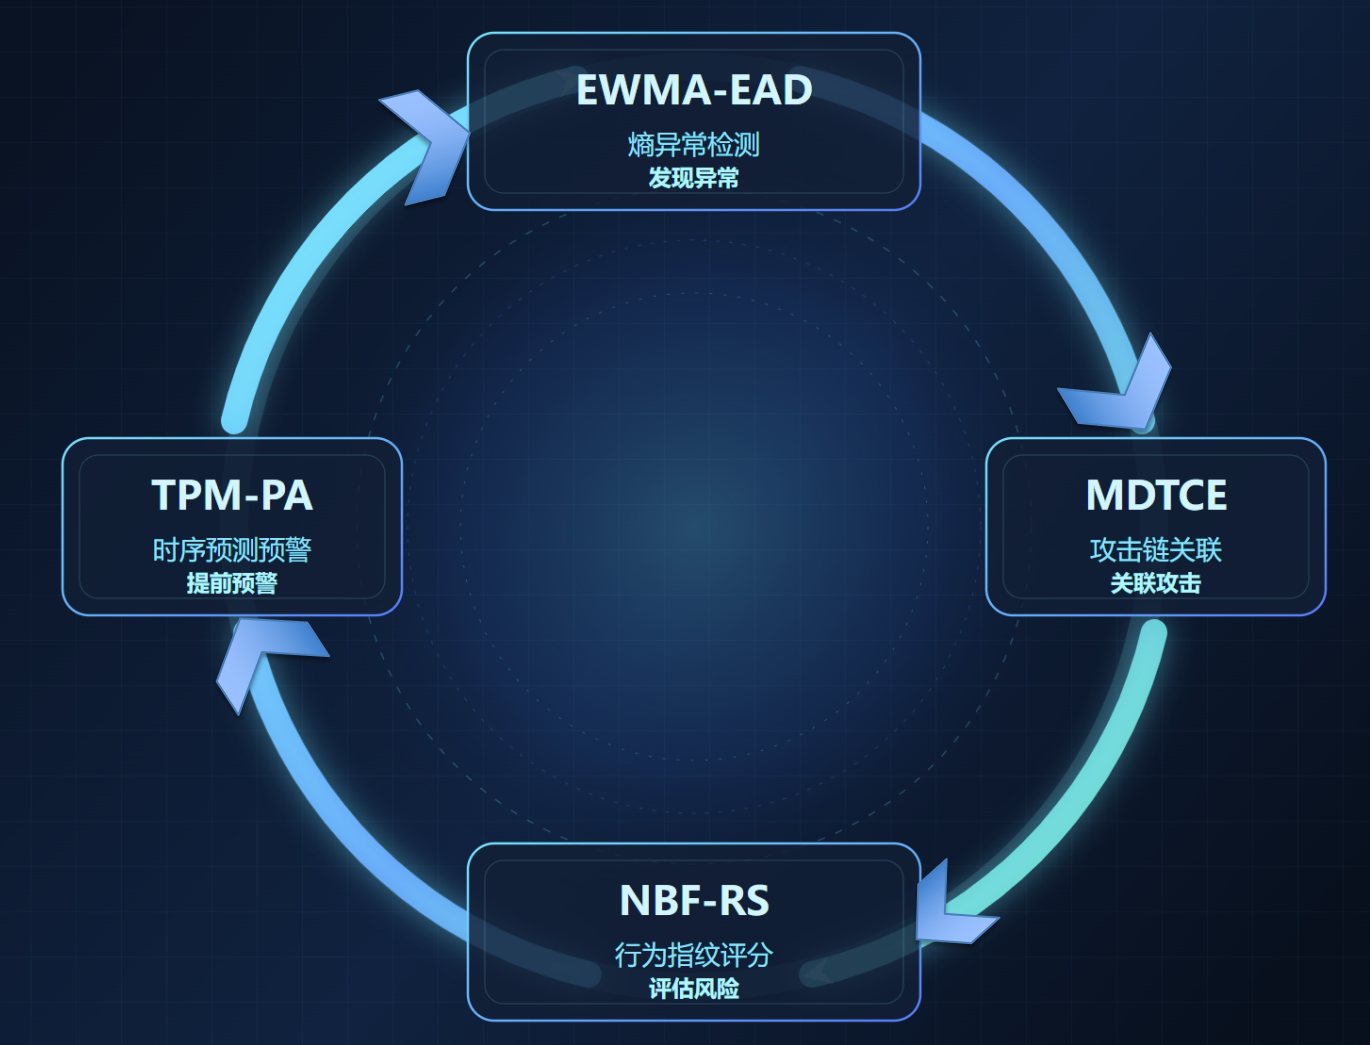 EWMA-EAD
熵异常检测
发现异常
TPM-PA
时序预测预警
提前预警
MDTCE
攻击链关联
关联攻击
NBF-RS
行为指纹评分
评估风险